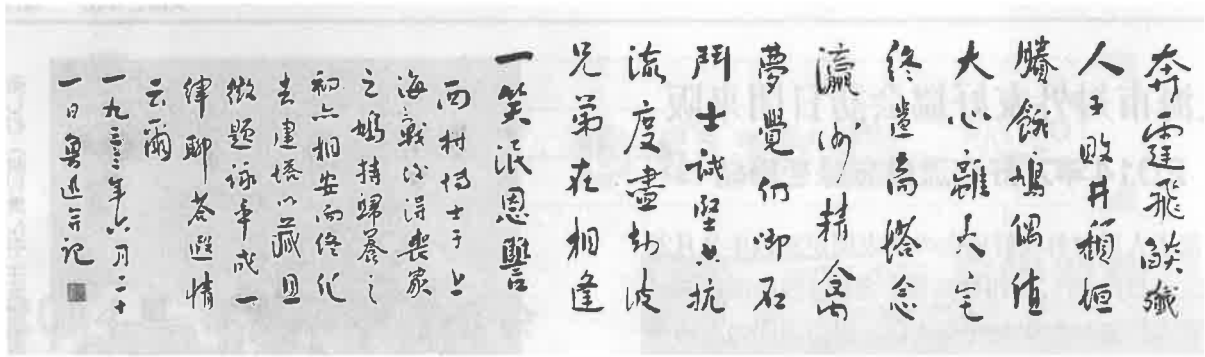 奔霆飛燄殲
人子敗井頹垣
賸餓鳩偶值
大心離火宅
終遺高塔念
瀛洲精禽
夢覺仍啣石
鬥士誠堅共抗
流度盡劫波
兄弟在相逢
一笑泯恩讐
西村博士于上
海戰後得喪家
之鳩持歸養之
初亦相安而終化
去建塔以藏且
徵題詠率成一
律聊荅遐情
云爾
一九三三年六月二十
一日魯迅并記